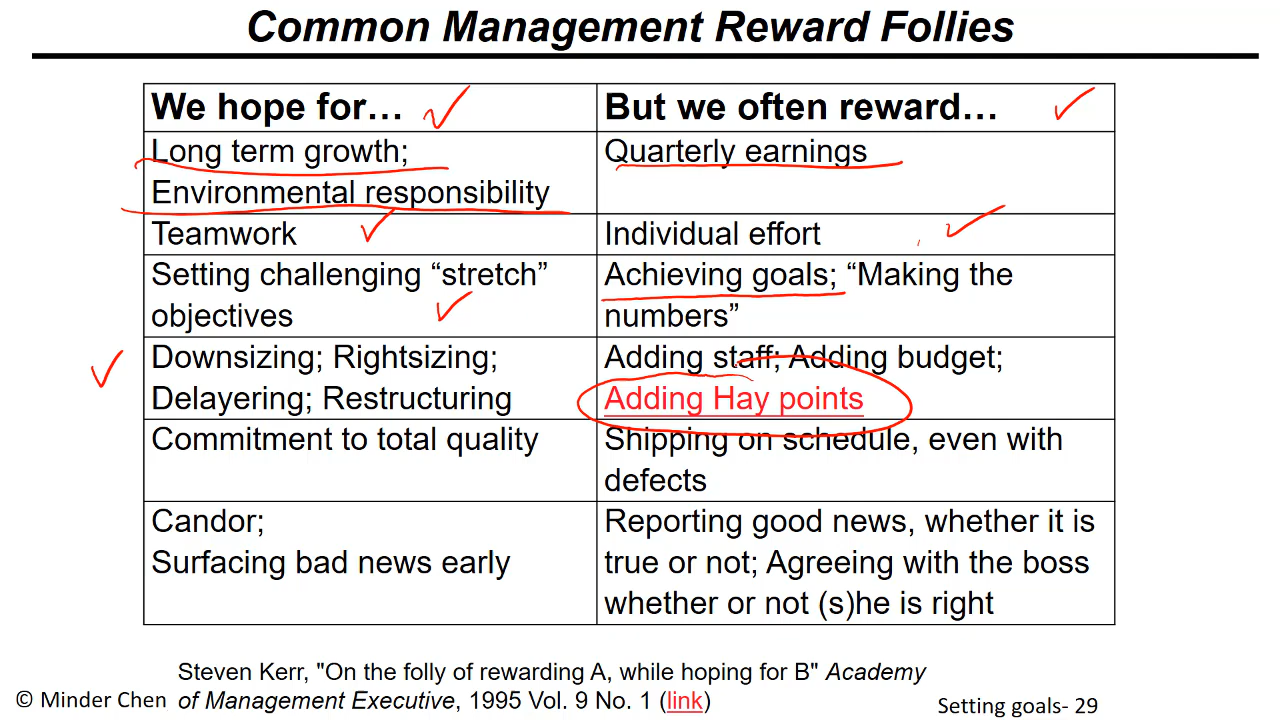 Common Management Reward Follies
We hope for…
But we often reward…
Long term growth;
Environmental responsibility
Quarterly earnings
Teamwork
Individual effort
Setting challenging “stretch”
objectives
Achieving goals; “Making the
numbers”
Downsizing; Rightsizing;
Delayering; Restructuring
Adding staff; Adding budget;
Adding Hay points
Commitment to total quality
Shipping on schedule, even with
defects
Candor;
Surfacing bad news early
Reporting good news, whether it is
true or not; Agreeing with the boss
whether or not (s)he is right
Steven Kerr, "On the folly of rewarding A, while hoping for B" Academy
of Management Executive, 1995 Vol. 9 No. 1 (link)
© Minder Chen
Setting goals- 29